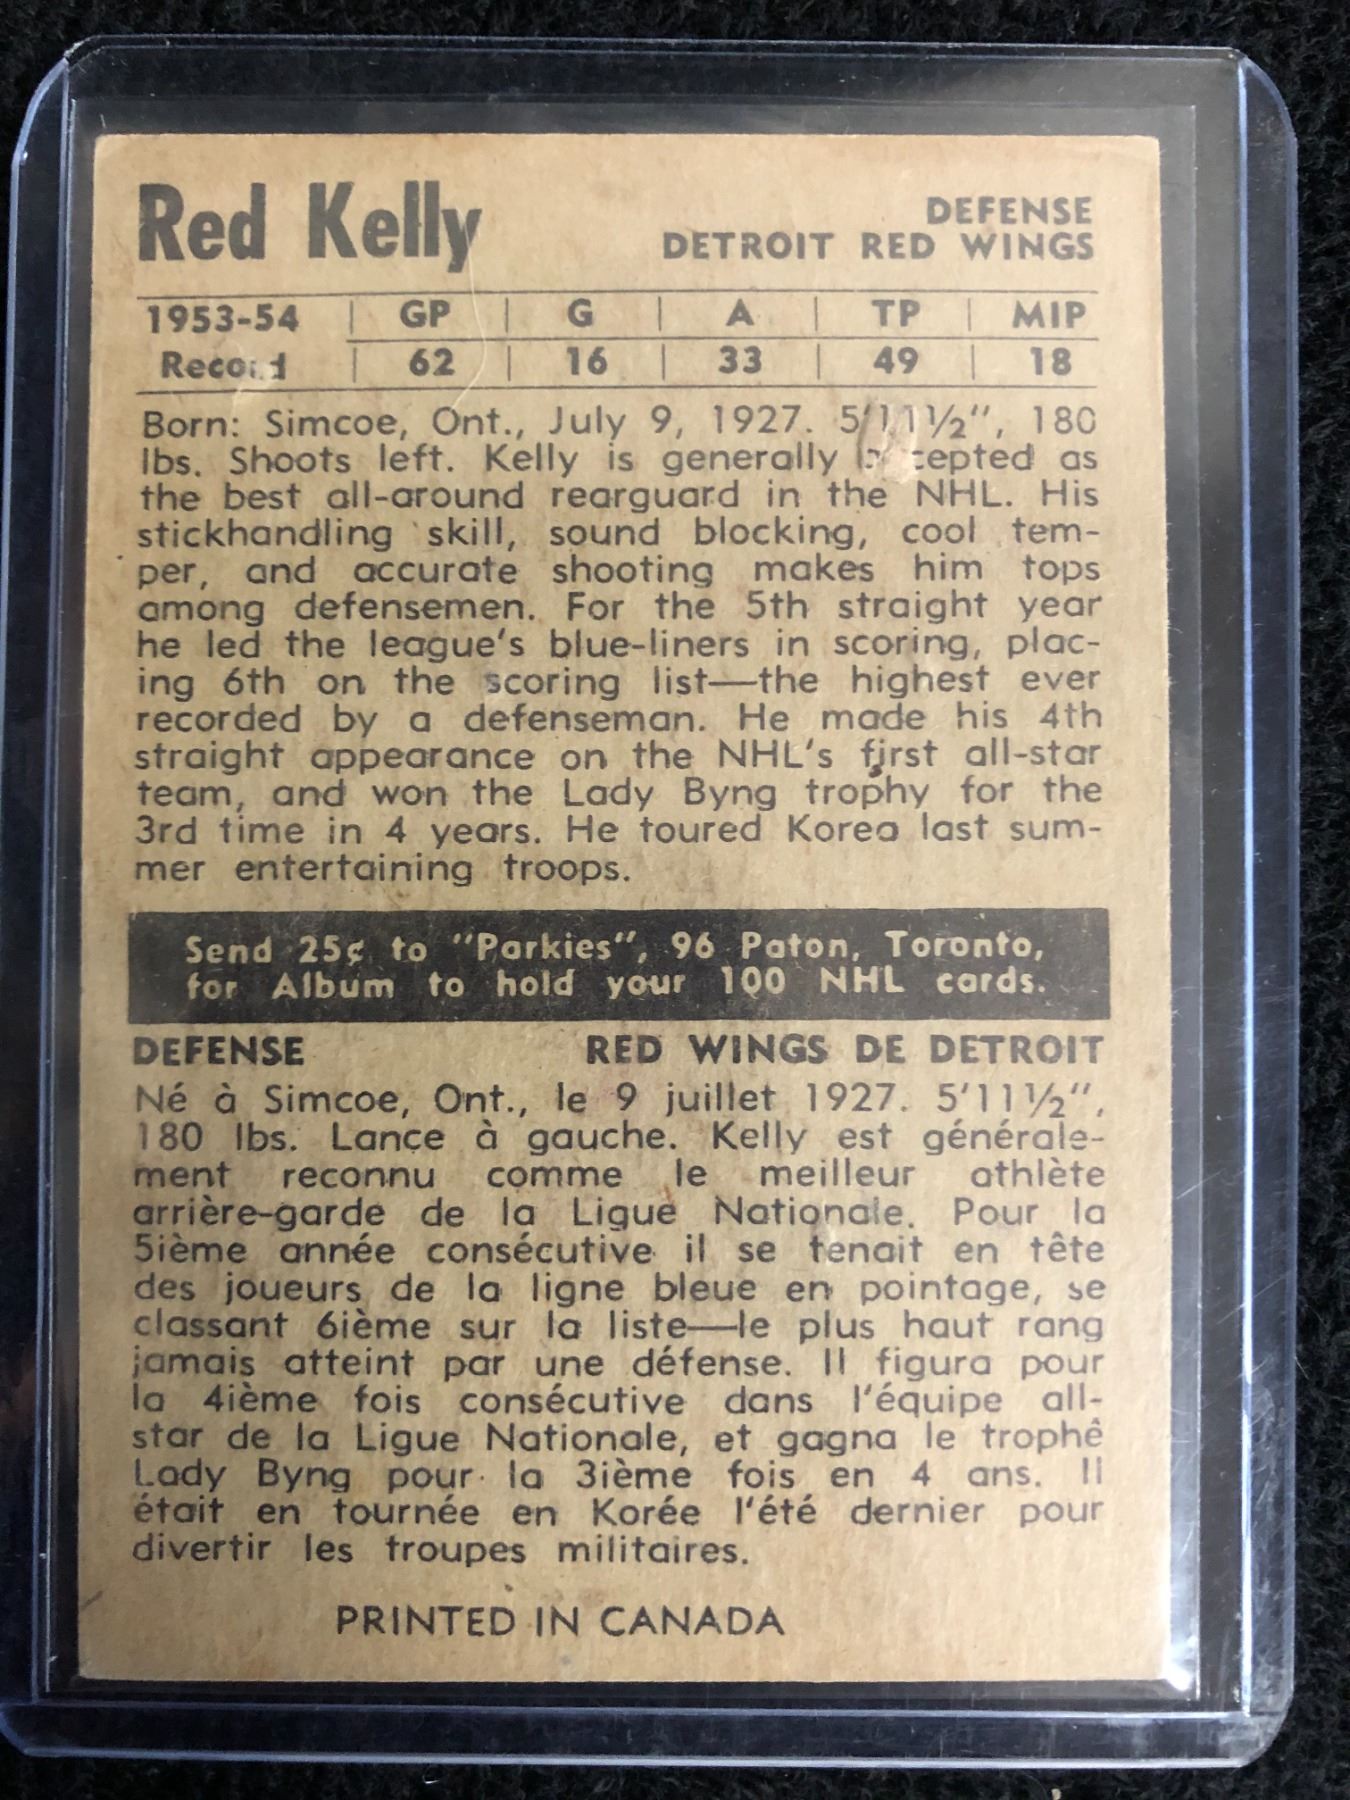 Red Kelly
DEFENSE
DETROIT RED WINGS
1953-54 | GP | G | A | TP | MIP
Record | 62 | 16 | 33 | 49 | 18
Born: Simcoe, Ont., July 9, 1927. 5'11½", 180
lbs. Shoots left. Kelly is generally as
the best all-around rearguard in the NHL. His
stickhandling skill, sound blocking, cool tem-
per, and accurate shooting makes him tops
among defensemen. For the 5th straight year
he led the league's blue-liners in scoring, plac-
ing 6th on the scoring list—the highest ever
recorded by a defenseman. He made his 4th
straight appearance on the NHL's first all-star
team, and won the Lady Byng trophy for the
3rd time in 4 years. He toured Korea last sum-
mer entertaining troops.
Send 25¢ to "Parkies", 96 Paton, Toronto,
for Album to hold your 100 NHL cards.
DEFENSE RED WINGS DE DETROIT
Né à Simcoe, Ont., le 9 juillet 1927. 5'11½",
180 lbs. Lance à gauche. Kelly est générale-
ment reconnu comme le meilleur athlète
arrière-garde de la Ligue Nationale. Pour la
5ième année consécutive il se tenait en tête
des joueurs de la ligne bleue en pointage, se
classant 6ième sur la liste—le plus haut rang
jamais atteint par une défense. Il figura pour
la 4ième fois consécutive dans l'équipe all-
star de la Ligue Nationale, et gagna le trophê
Lady Byng pour la 3ième fois en 4 ans. Il
était en tournée en Korée l'été dernier pour
divertir les troupes militaires.
PRINTED IN CANADA